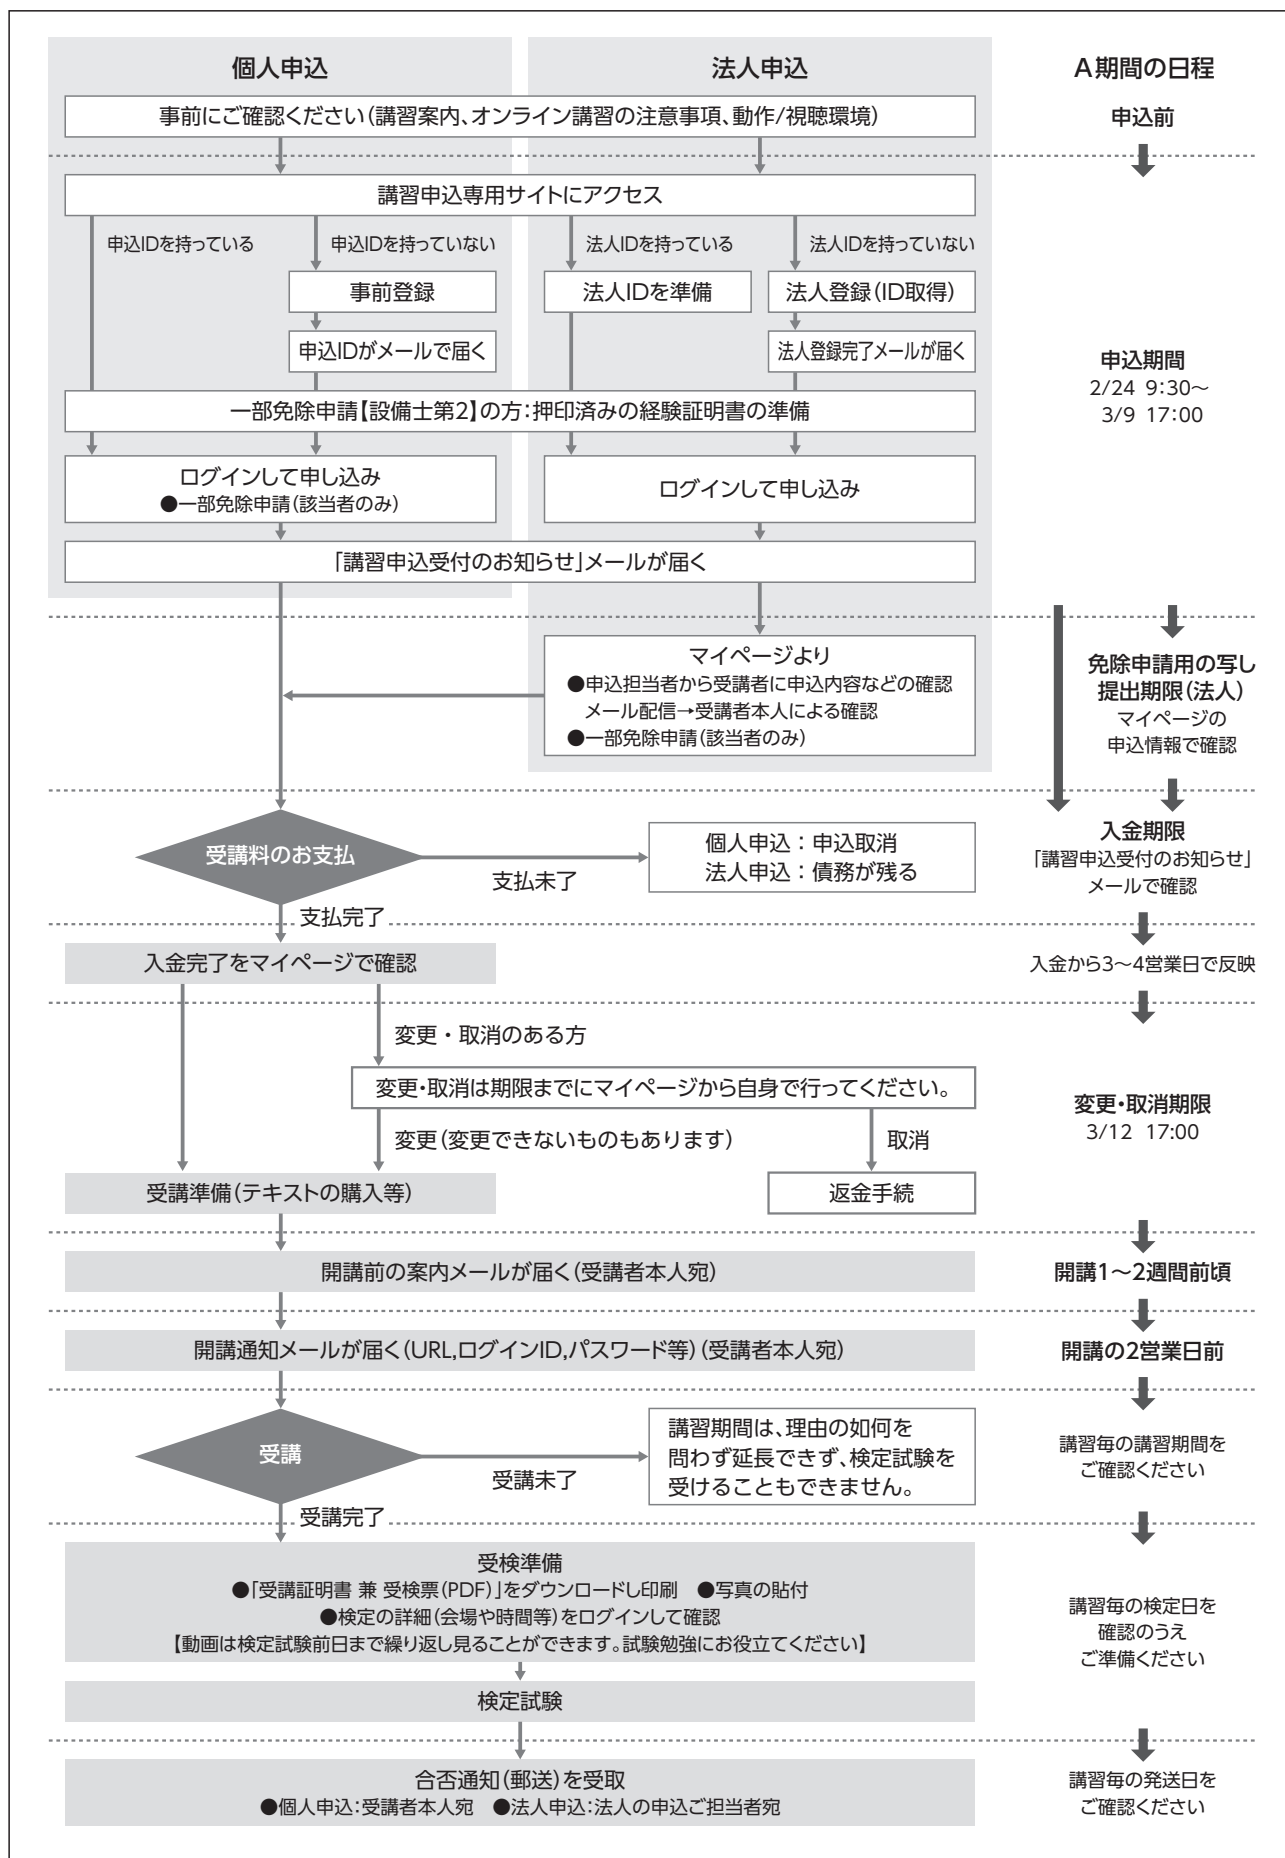 個人申込
法人申込
A期間の日程
事前にご確認ください(講習案内、オンライン講習の注意事項、動作/視聴環境)
申込前
講習申込専用サイトにアクセス
申込IDを持っている
申込IDを持っていない
法人IDを持っている
法人IDを持っていない
事前登録
法人IDを準備
法人登録(ID取得)
申込IDがメールで届く
法人登録完了メールが届く
申込期間
2/24 9:30〜
3/9 17:00
一部免除申請【設備士第2】の方:押印済みの経験証明書の準備
ログインして申し込み
●一部免除申請(該当者のみ)
ログインして申し込み
「講習申込受付のお知らせ」メールが届く
マイページより
●申込担当者から受講者に申込内容などの確認
メール配信→受講者本人による確認
●一部免除申請(該当者のみ)
免除申請用の写し
提出期限(法人)
マイページの
申込情報で確認
受講料のお支払
支払未了
個人申込:申込取消
法人申込:債務が残る
入金期限
「講習申込受付のお知らせ」
メールで確認
支払完了
入金完了をマイページで確認
入金から3〜4営業日で反映
変更・取消のある方
変更・取消は期限までにマイページから自身で行ってください。
変更・取消期限
3/12 17:00
変更(変更できないものもあります)
取消
受講準備(テキストの購入等)
返金手続
開講前の案内メールが届く(受講者本人宛)
開講1〜2週間前頃
開講通知メールが届く(URL,ログインID,パスワード等)(受講者本人宛)
開講の2営業日前
受講
受講未了
講習期間は、理由の如何を
問わず延長できず、検定試験を
受けることもできません。
講習毎の講習期間を
ご確認ください
受講完了
受検準備
●「受講証明書 兼 受検票(PDF)」をダウンロードし印刷 ●写真の貼付
●検定の詳細(会場や時間等)をログインして確認
【動画は検定試験前日まで繰り返し見ることができます。試験勉強にお役立てください】
講習毎の検定日を
確認のうえ
ご準備ください
検定試験
合否通知(郵送)を受取
●個人申込:受講者本人宛 ●法人申込:法人の申込ご担当者宛
講習毎の発送日を
ご確認ください